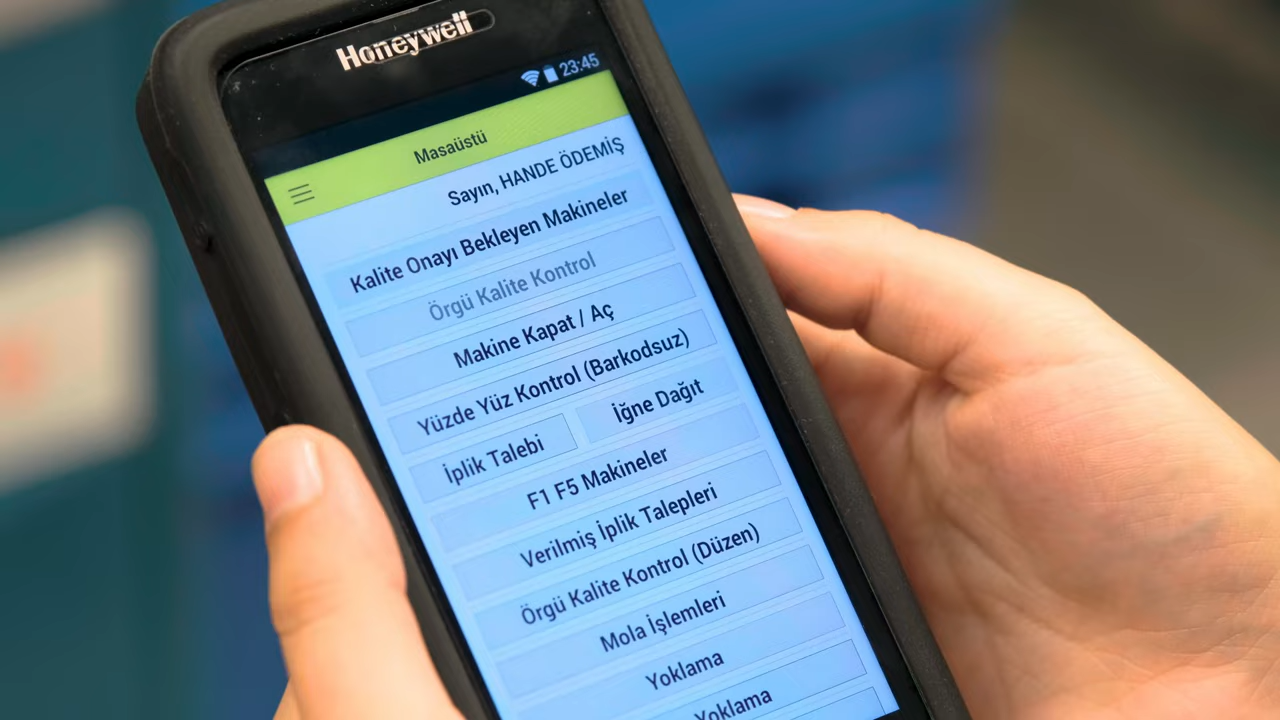 Honeywell
23:45
Masaüstü
Sayın, HANDE ÖDEMİŞ
Kalite Onayı Bekleyen Makineler
Örgü Kalite Kontrol
Makine Kapat / Aç
Yüzde Yüz Kontrol (Barkodsuz)
İplik Talebi İğne Dağıt
F1 F5 Makineler
Verilmiş İplik Talepleri
Örgü Kalite Kontrol (Düzen)
Mola İşlemleri
Yoklama
Yoklama